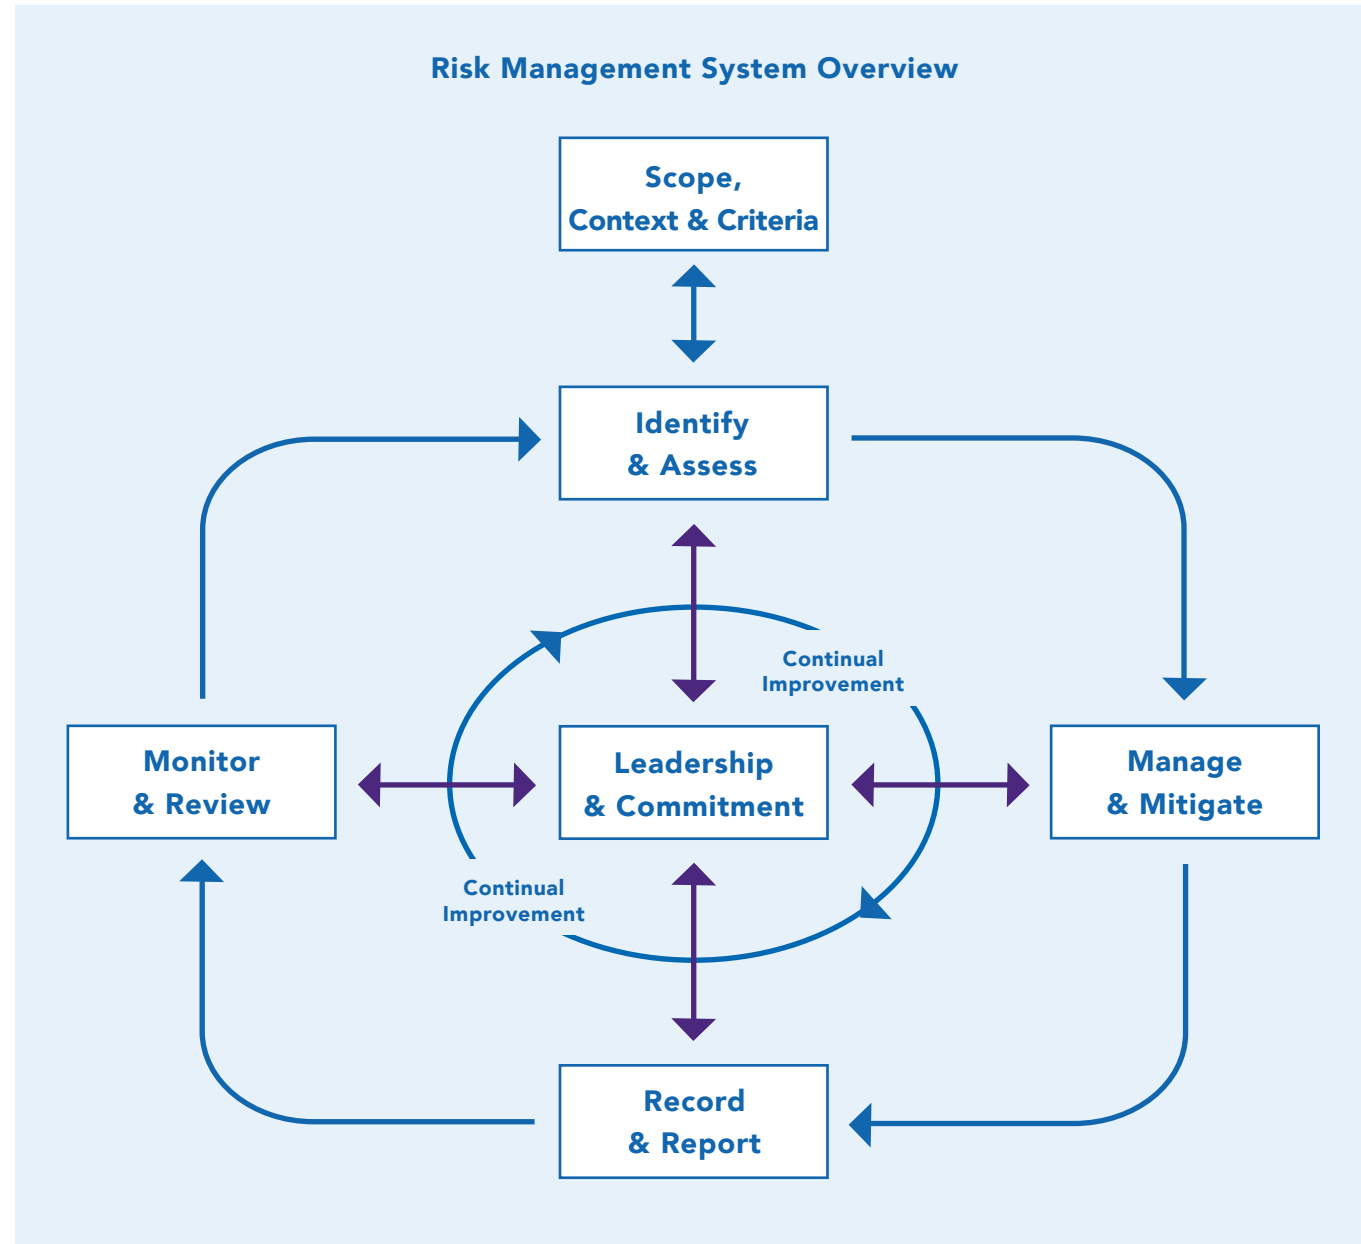 Risk Management System Overview
Scope,
Context & Criteria
Identify
& Assess
Continual
Improvement
Monitor
& Review
Leadership
& Commitment
Manage
& Mitigate
Continual
Improvement
Record
& Report